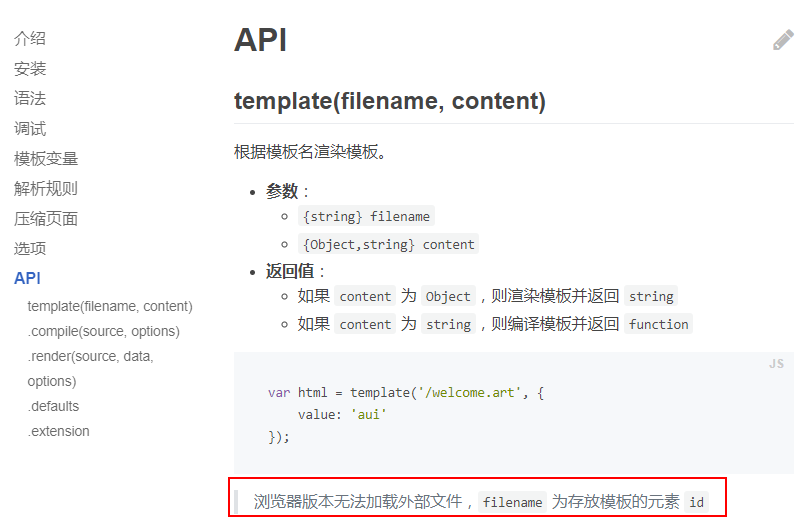 介绍
安装
语法
调试
模板变量
解析规则
压缩页面
选项
API
template(filename, content)
.compile(source, options)
.render(source, data,
options)
.defaults
.extension
API
template(filename, content)
根据模板名渲染模板。
参数：
{string} filename
{Object,string} content
返回值：
如果 content 为 Object，则渲染模板并返回 string
如果 content 为 string，则编译模板并返回 function
JS
var html = template('/welcome.art', {
    value: 'aui'
});
浏览器版本无法加载外部文件，filename 为存放模板的元素 id